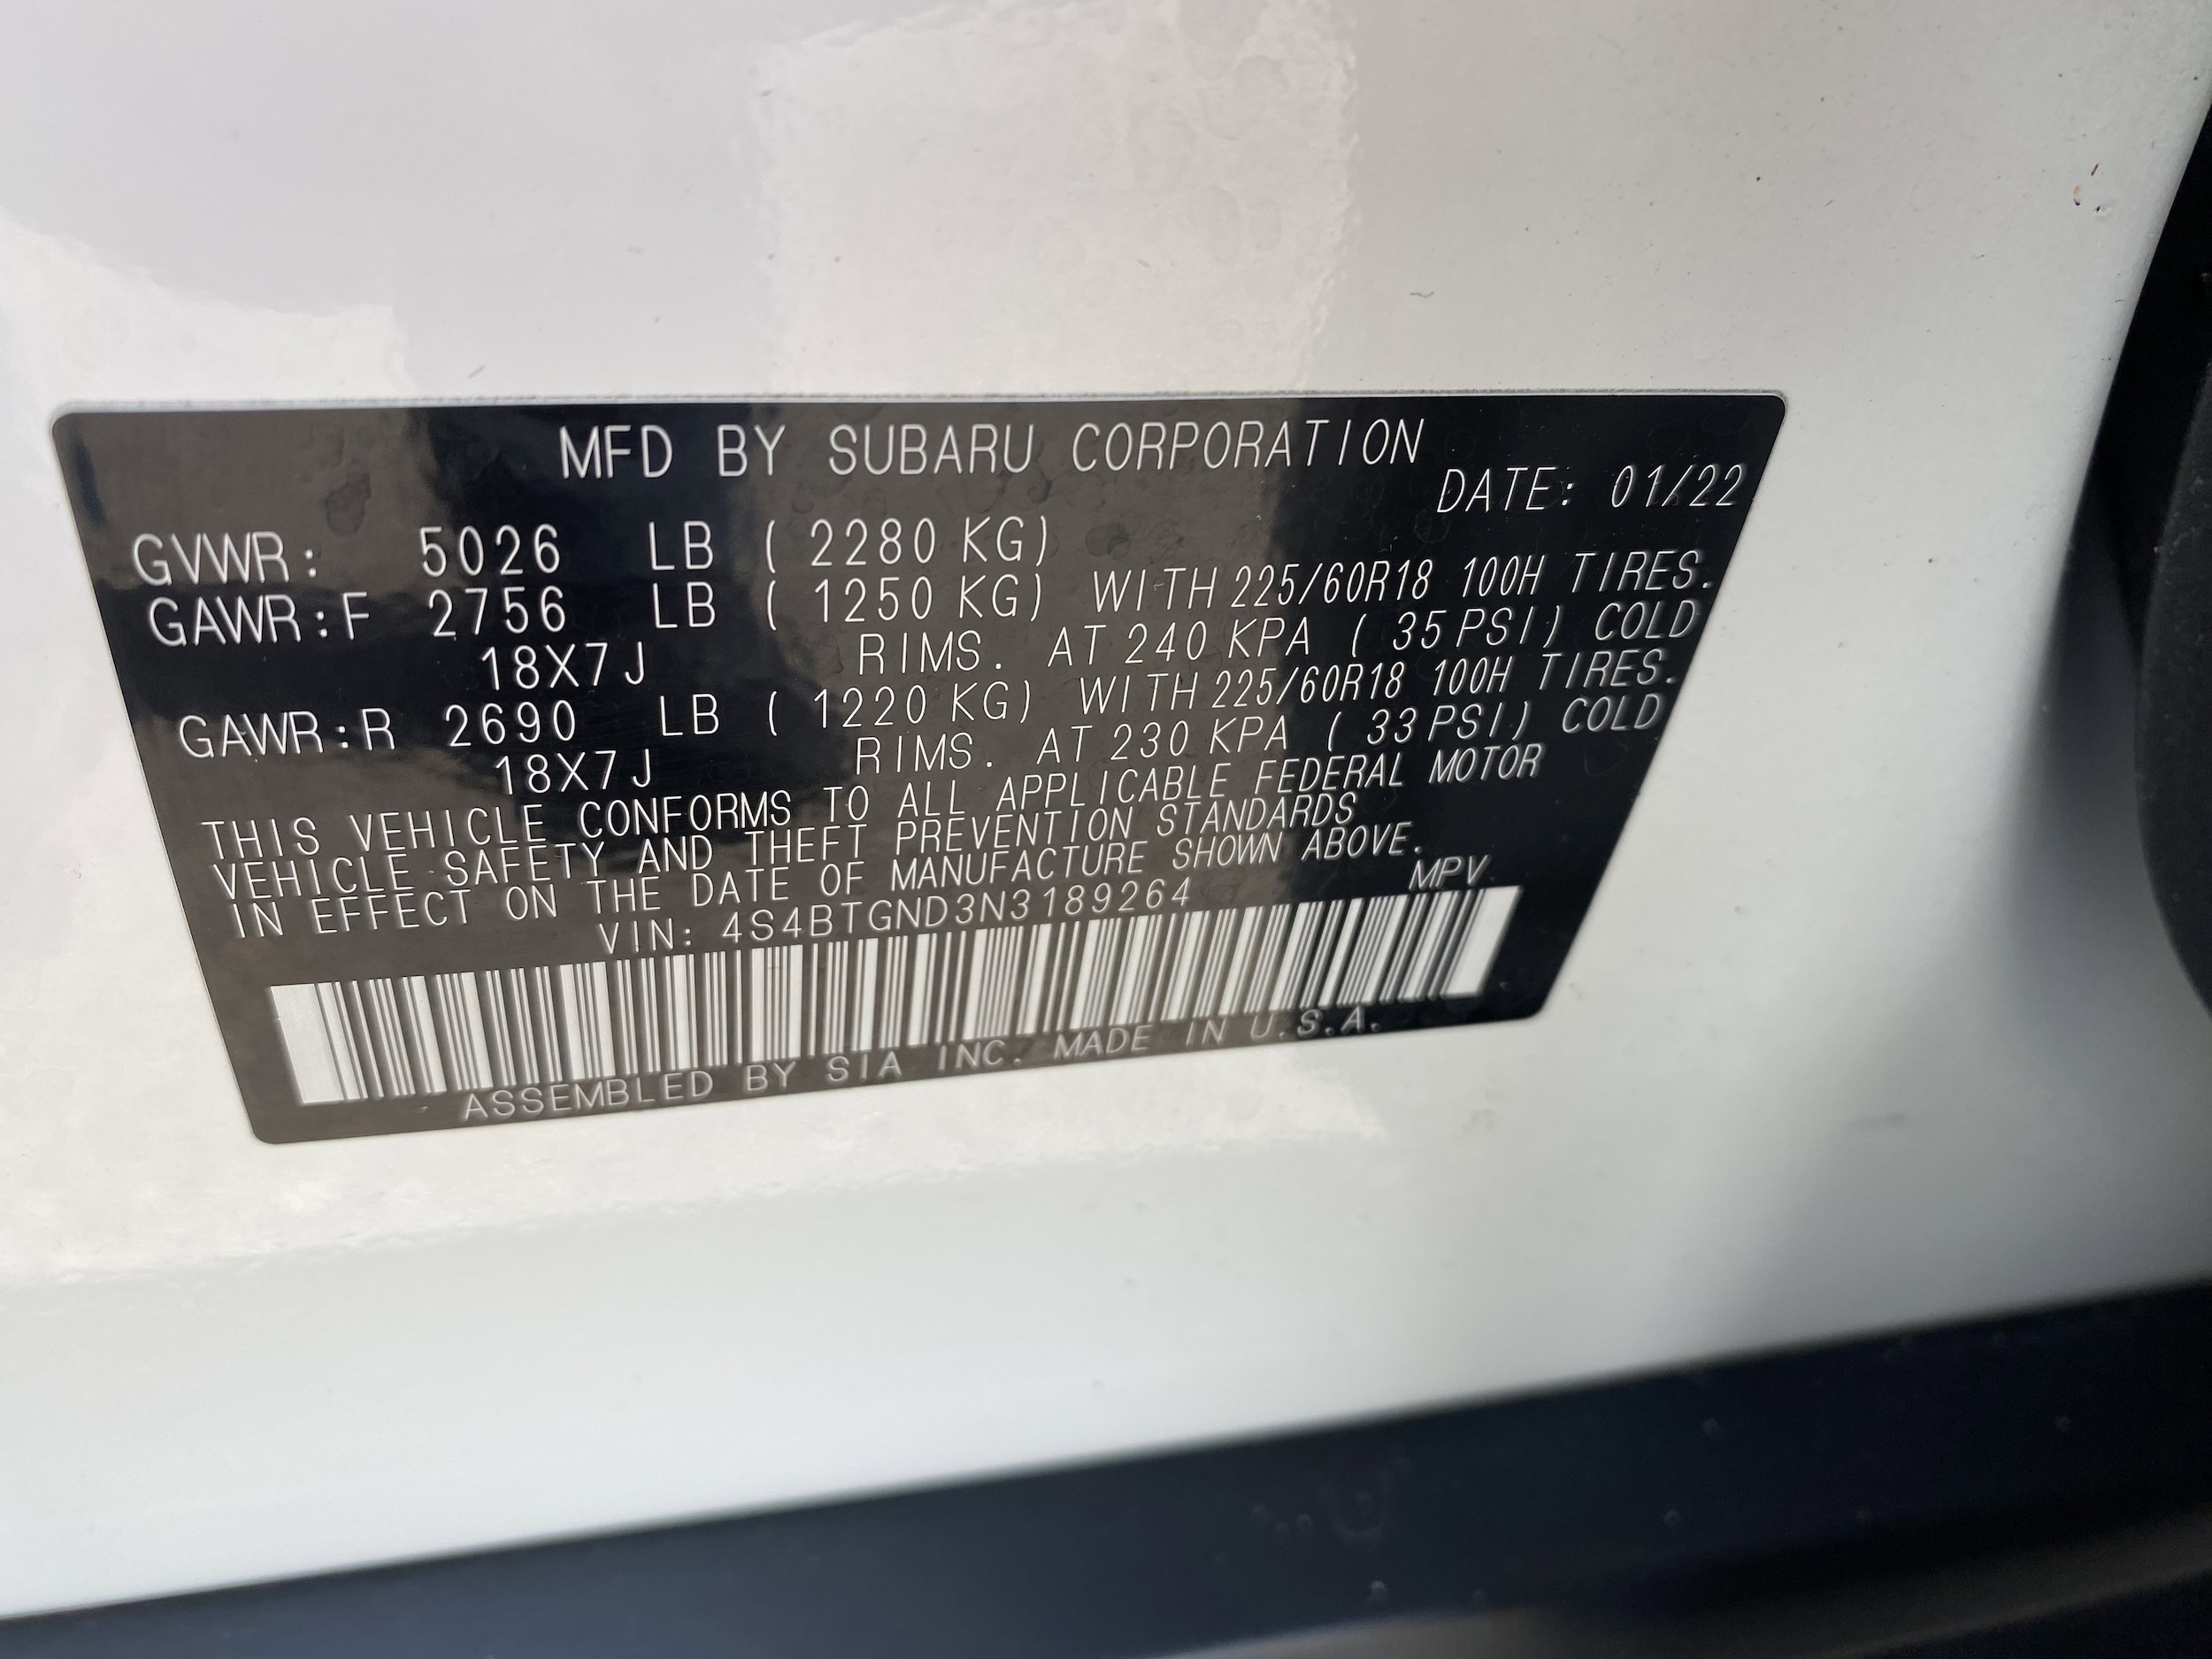 MFD BY SUBARU CORPORATION
DATE: 01/22
GVWR: 5026 LB ( 2280 KG)
GAWR:F 2756 LB ( 1250 KG) WITH 225/60R18 100H TIRES.
18X7J RIMS. AT 240 KPA ( 35 PSI) COLD
GAWR:R 2690 LB ( 1220 KG) WITH 225/60R18 100H TIRES.
18X7J RIMS. AT 230 KPA ( 33 PSI) COLD
THIS VEHICLE CONFORMS TO ALL APPLICABLE FEDERAL MOTOR
VEHICLE SAFETY AND THEFT PREVENTION STANDARDS
IN EFFECT ON THE DATE OF MANUFACTURE SHOWN ABOVE.
VIN: 4S4BTGND3N3189264 MPV
ASSEMBLED BY SIA INC. MADE IN U.S.A.